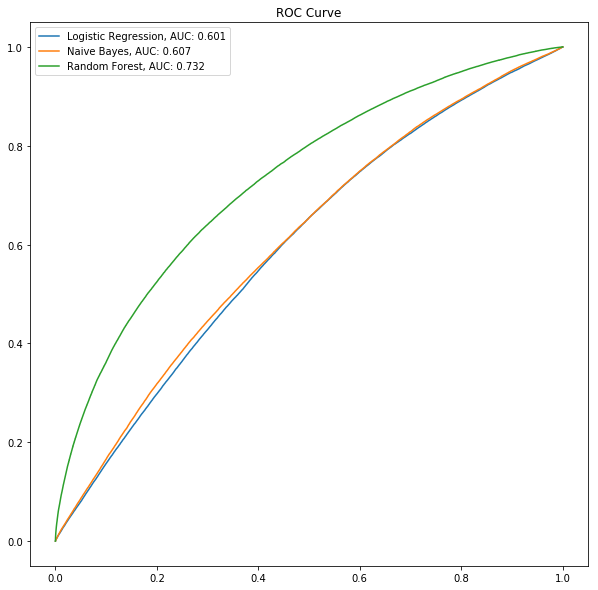 ROC Curve
Logistic Regression, AUC: 0.601
Naive Bayes, AUC: 0.607
Random Forest, AUC: 0.732
1.0
0.8
0.6
0.4
0.2
0.0
0.0 0.2 0.4 0.6 0.8 1.0